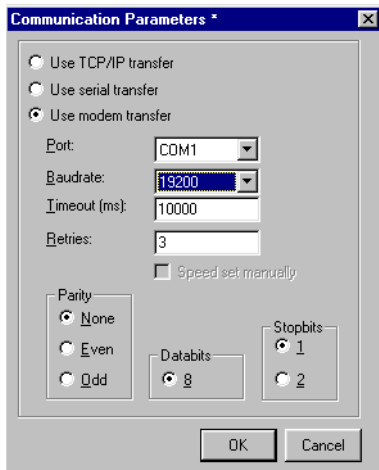 Communication Parameters *
Use TCP/IP transfer
Use serial transfer
Use modem transfer
Port: COM1
Baudrate: 19200
Timeout (ms): 10000
Retries: 3
Speed set manually
Parity
None
Even
Odd
Databits
8
Stopbits
1
2
OK Cancel